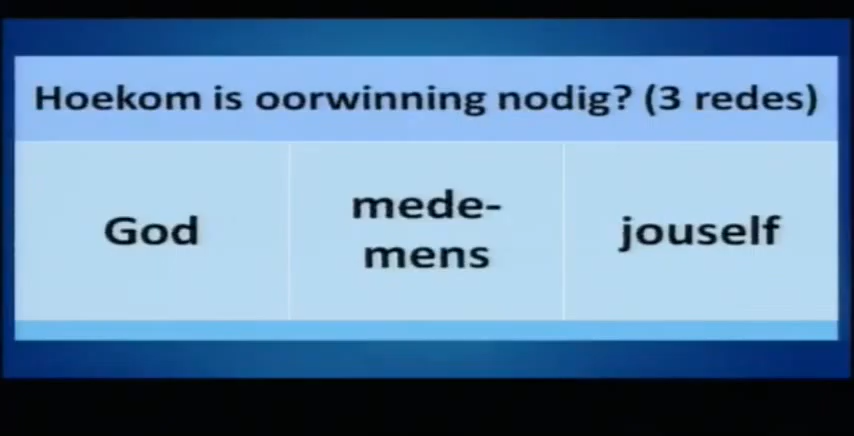 Hoekom is oorwinning nodig? (3 redes)
God
mede-
mens
jouself